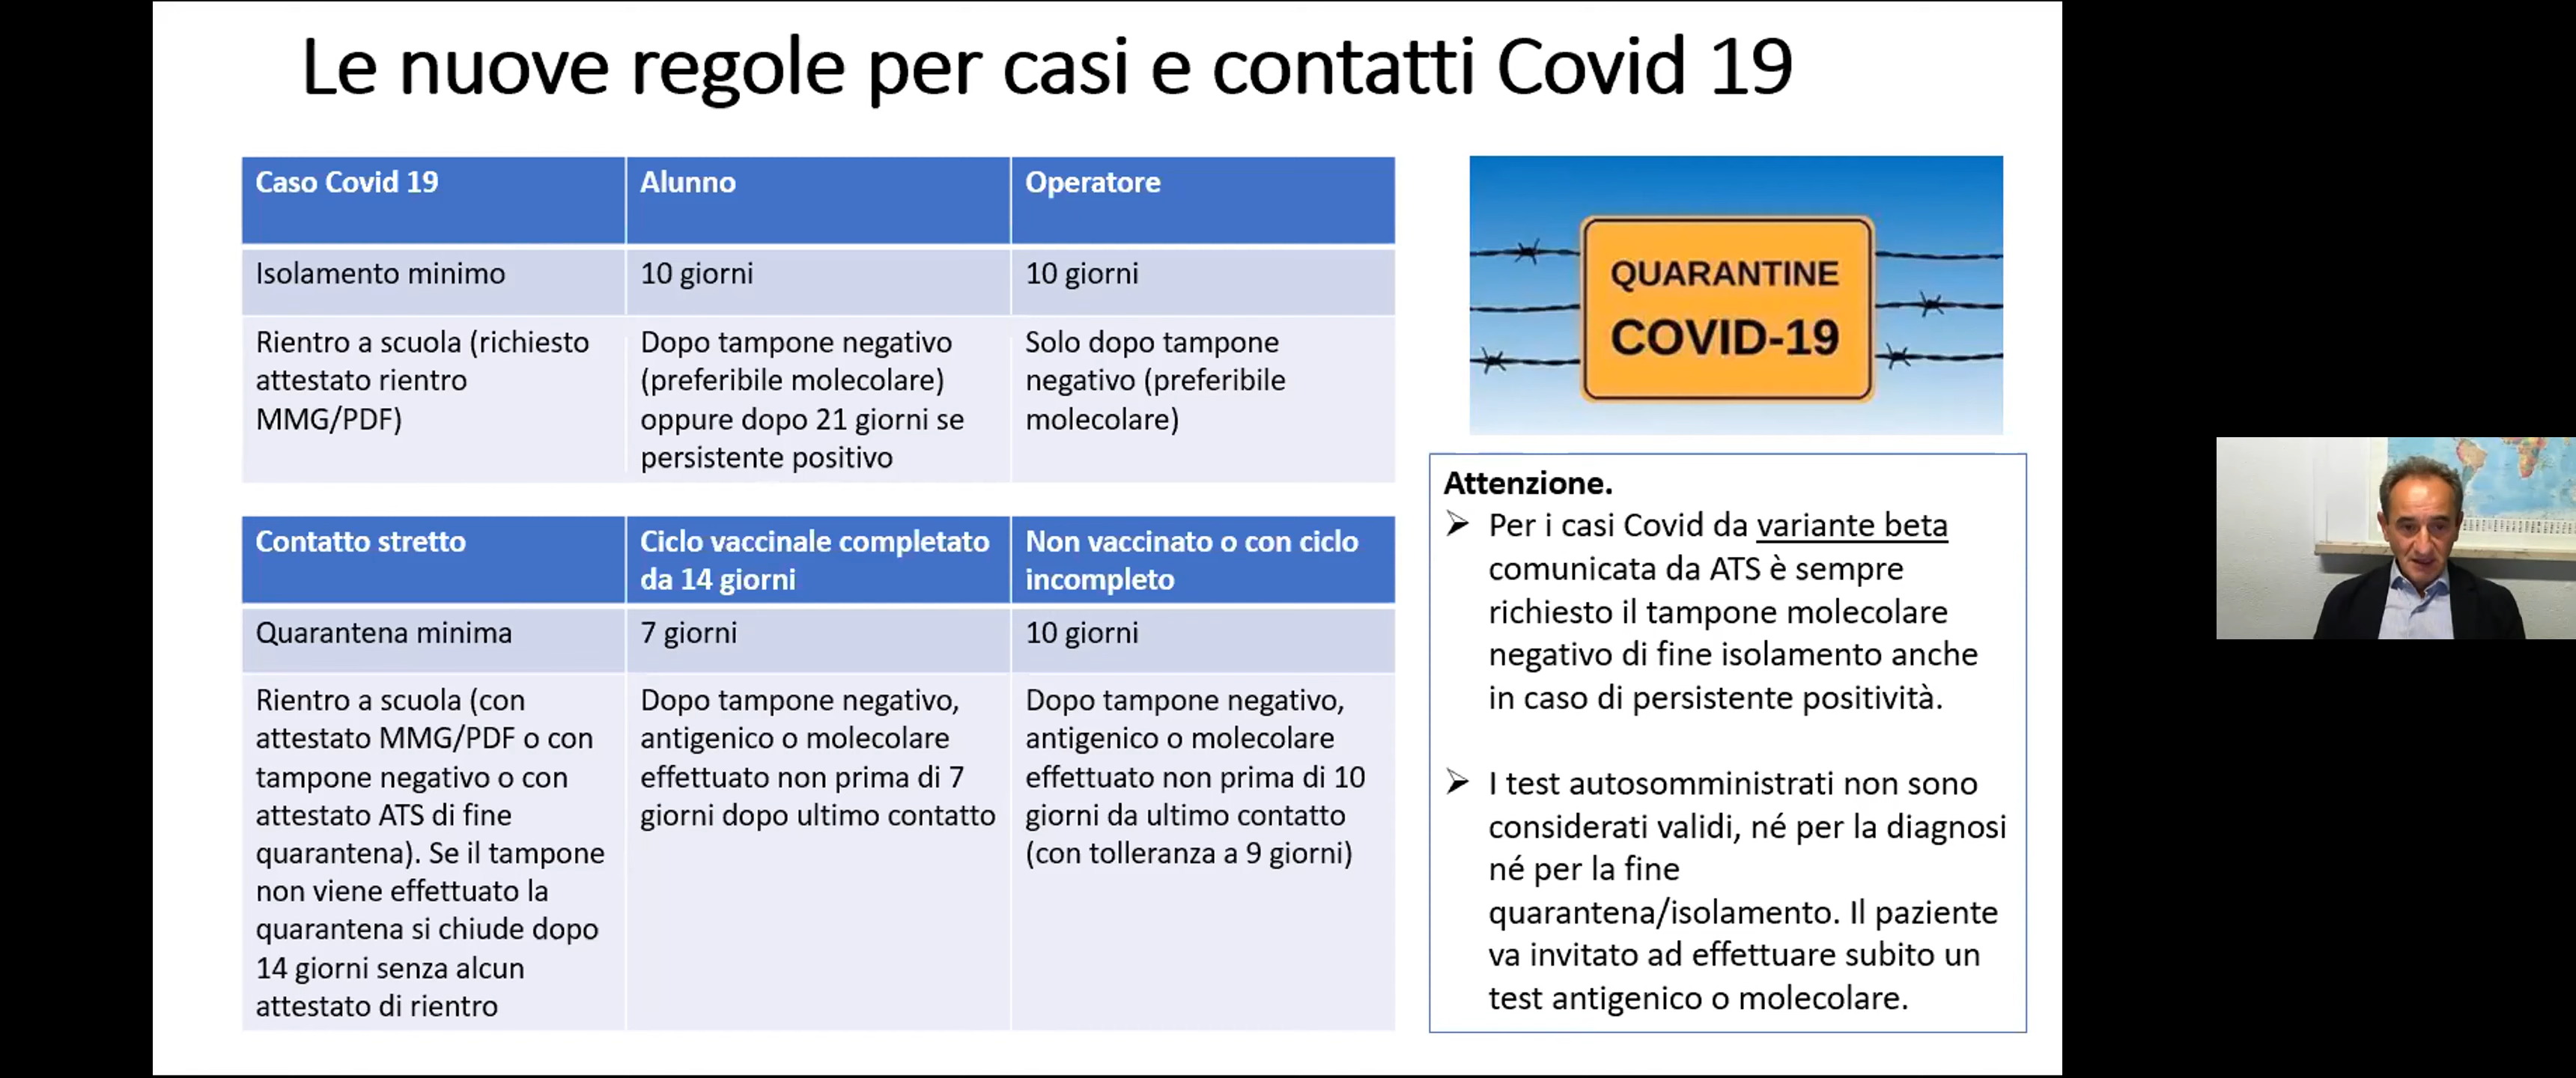 Le nuove regole per casi e contatti Covid 19
Caso Covid 19
Alunno
Operatore
Isolamento minimo
10 giorni
10 giorni
Rientro a scuola (richiesto
attestato rientro
MMG/PDF)
Dopo tampone negativo
(preferibile molecolare)
oppure dopo 21 giorni se
persistente positivo
Solo dopo tampone
negativo (preferibile
molecolare)
Contatto stretto
Ciclo vaccinale completato
da 14 giorni
Non vaccinato o con ciclo
incompleto
Quarantena minima
7 giorni
10 giorni
Rientro a scuola (con
attestato MMG/PDF o con
tampone negativo o con
attestato ATS di fine
quarantena). Se il tampone
non viene effettuato la
quarantena si chiude dopo
14 giorni senza alcun
attestato di rientro
Dopo tampone negativo,
antigenico o molecolare
effettuato non prima di 7
giorni dopo ultimo contatto
Dopo tampone negativo,
antigenico o molecolare
effettuato non prima di 10
giorni da ultimo contatto
(con tolleranza a 9 giorni)
QUARANTINE
COVID-19
Attenzione.
Per i casi Covid da variante beta
comunicata da ATS è sempre
richiesto il tampone molecolare
negativo di fine isolamento anche
in caso di persistente positività.
I test autosomministrati non sono
considerati validi, né per la diagnosi
né per la fine
quarantena/isolamento. Il paziente
va invitato ad effettuare subito un
test antigenico o molecolare.